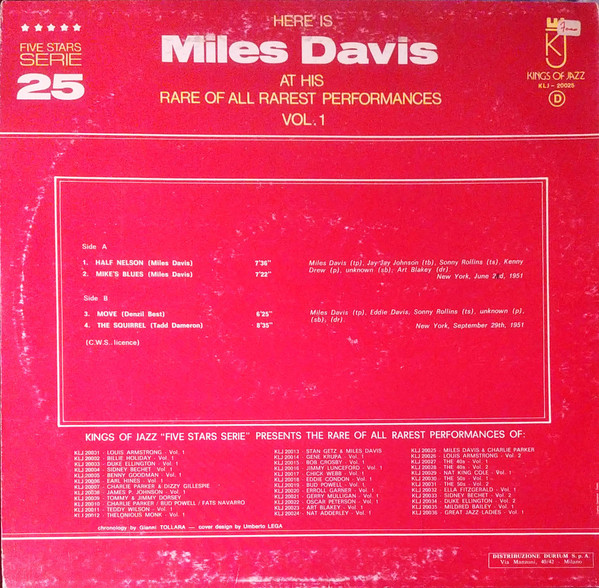 ★★★★★
FIVE STARS
SERIE
25
HERE IS
Miles Davis
AT HIS
RARE OF ALL RAREST PERFORMANCES
VOL. 1
KJ
KINGS OF JAZZ
KLJ - 20025
D
Side A
1. HALF NELSON (Miles Davis) 7'36" Miles Davis (tp), Jay Jay Johnson (tb), Sonny Rollins (ts), Kenny
Drew (p), unknown (sb), Art Blakey (dr)
2. MIKE'S BLUES (Miles Davis) 7'22" New York, June 2nd, 1951
Side B
3. MOVE (Denzil Best) 6'25" Miles Davis (tp), Eddie Davis, Sonny Rollins (ts), unknown (p),
(sb), (dr)
4. THE SQUIRREL (Tadd Dameron) 8'35" New York, September 29th, 1951
(C.W.S. licence)
KINGS OF JAZZ "FIVE STARS SERIE" PRESENTS THE RARE OF ALL RAREST PERFORMANCES OF:
KLJ 20001 - LOUIS ARMSTRONG - Vol. 1
KLJ 20002 - BILLIE HOLIDAY - Vol. 1
KLJ 20003 - DUKE ELLINGTON - Vol. 1
KLJ 20004 - SIDNEY BECHET - Vol. 1
KLJ 20005 - BENNY GOODMAN - Vol. 1
KLJ 20006 - EARL HINES - Vol. 1
KLJ 20007 - CHARLIE PARKER & DIZZY GILLESPIE
KLJ 20008 - JAMES P. JOHNSON - Vol. 1
KLJ 20009 - TOMMY & JIMMY DORSEY
KLJ 20010 - CHARLIE PARKER / BUD POWELL / FATS NAVARRO
KLJ 20011 - TEDDY WILSON - Vol. 1
KLJ 20012 - THELONIOUS MONK - Vol. 1
KLJ 20013 - STAN GETZ & MILES DAVIS
KLJ 20014 - GENE KRUPA - Vol. 1
KLJ 20015 - BOB CROSBY - Vol. 1
KLJ 20016 - JIMMY LUNCEFORD - Vol. 1
KLJ 20017 - CHICK WEBB - Vol. 1
KLJ 20018 - EDDIE CONDON - Vol. 1
KLJ 20019 - BUD POWELL - Vol. 1
KLJ 20020 - ERROLL GARNER - Vol. 1
KLJ 20021 - GERRY MULLIGAN - Vol. 1
KLJ 20022 - OSCAR PETERSON - Vol. 1
KLJ 20023 - ART BLAKEY - Vol. 1
KLJ 20024 - NAT ADDERLEY - Vol. 1
KLJ 20025 - MILES DAVIS & CHARLIE PARKER
KLJ 20026 - LOUIS ARMSTRONG - Vol. 2
KLJ 20027 - THE 40s - Vol. 1
KLJ 20028 - THE 40s - Vol. 2
KLJ 20029 - NAT KING COLE - Vol. 1
KLJ 20030 - THE 50s - Vol. 1
KLJ 20031 - THE 50s - Vol. 2
KLJ 20032 - ELLA FITZGERALD - Vol. 1
KLJ 20033 - SIDNEY BECHET - Vol. 2
KLJ 20034 - DUKE ELLINGTON - Vol. 2
KLJ 20035 - MILDRED BAILEY - Vol. 1
KLJ 20036 - GREAT JAZZ LADIES - Vol. 1
chronology by Gianni TOLLARA — cover design by Umberto LEGA
DISTRIBUZIONE DURIUM S.p.A.
Via Manzoni, 40/42 - Milano